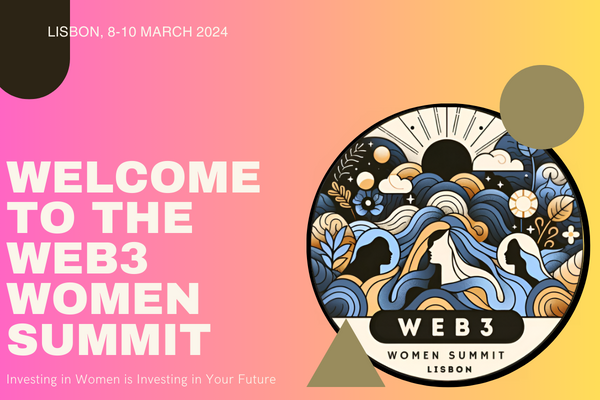 LISBON, 8-10 MARCH 2024
WELCOME
TO THE
WEB3
WOMEN
SUMMIT
Investing in Women is Investing in Your Future
WEB3
WOMEN SUMMIT
LISBON